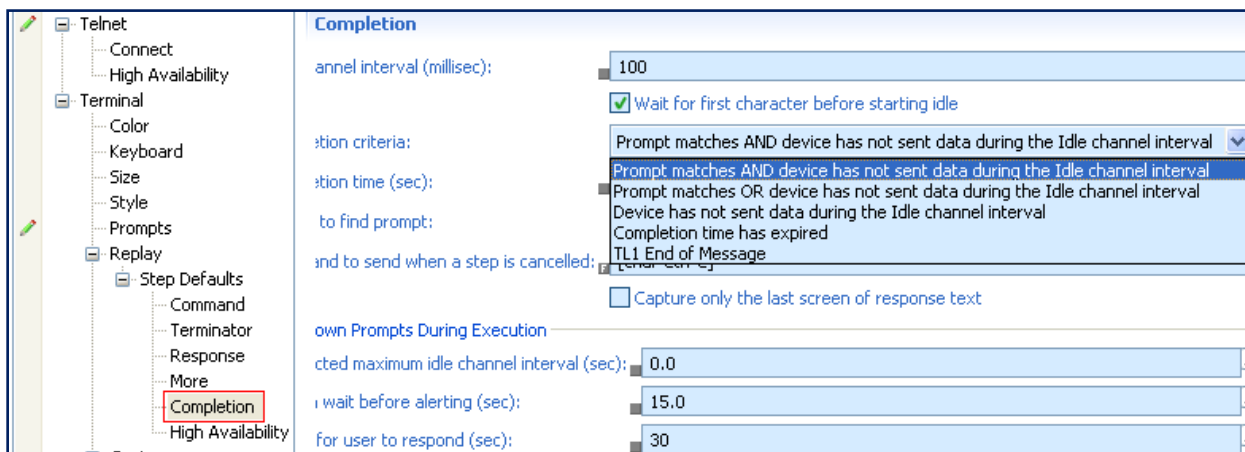 Telnet
Connect
High Availability
Terminal
Color
Keyboard
Size
Style
Prompts
Replay
Step Defaults
Command
Terminator
Response
More
Completion
High Availability
Completion
annel interval (millisec):
100
Wait for first character before starting idle
etion criteria:
Prompt matches AND device has not sent data during the Idle channel interval
Prompt matches AND device has not sent data during the Idle channel interval
Prompt matches OR device has not sent data during the Idle channel interval
Device has not sent data during the Idle channel interval
Completion time has expired
TL1 End of Message
etion time (sec):
to find prompt:
and to send when a step is cancelled:
Capture only the last screen of response text
own Prompts During Execution
cted maximum idle channel interval (sec):
0.0
wait before alerting (sec):
15.0
for user to respond (sec):
30